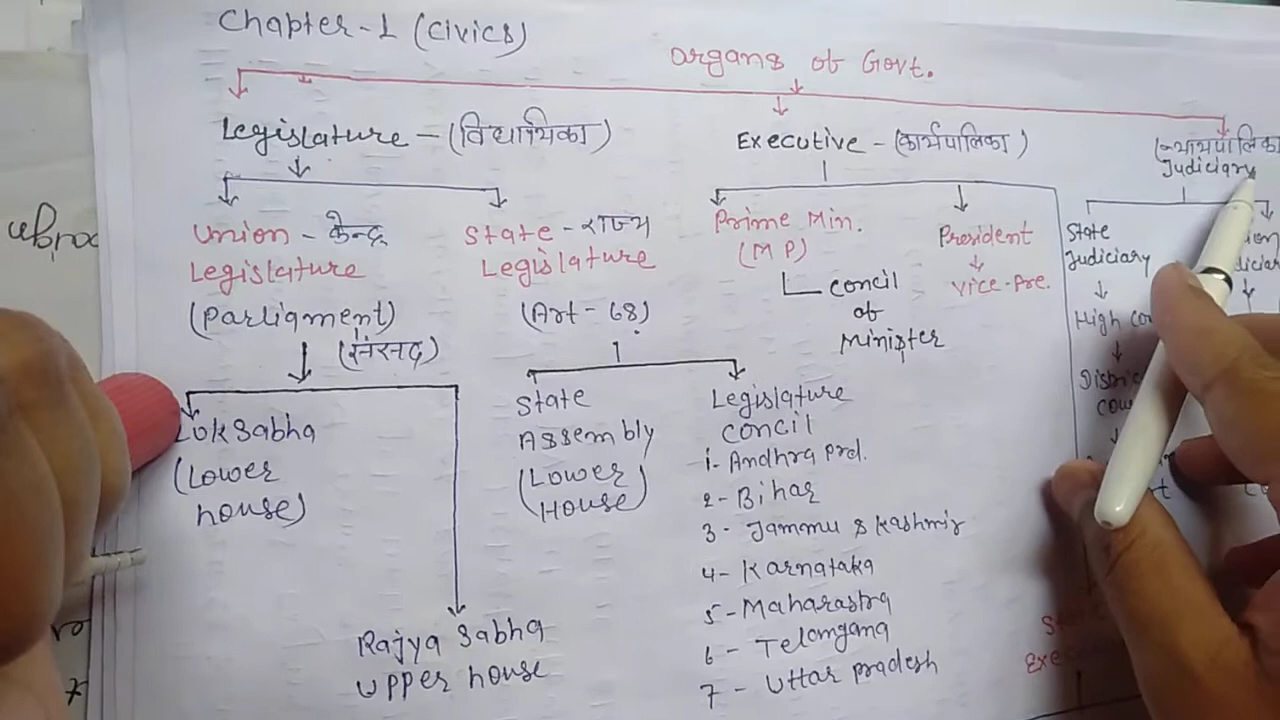 Chapter-1 (Civics)
Organs of Govt.
Legislature - (विद्यायिका)
Executive - (कार्यपालिका)
(न्यायपालिका
Judiciary
Union - केन्द्र
Legislature
(Parliament)
(संसद)
State - राज्य
Legislature
(Art - 68)
Prime Min.
(MP)
Concil
of
Minister
President
Vice-Pre.
State
Judiciary
High
Lok Sabha
(Lower
house)
Rajya Sabha
Upper house
State
Assembly
(Lower
House)
Legislature
Concil
1- Andhra Prd.
2- Bihar
3- Jammu & Kashmir
4- Karnataka
5- Maharastra
6- Telomgana
7- Uttar pradesh